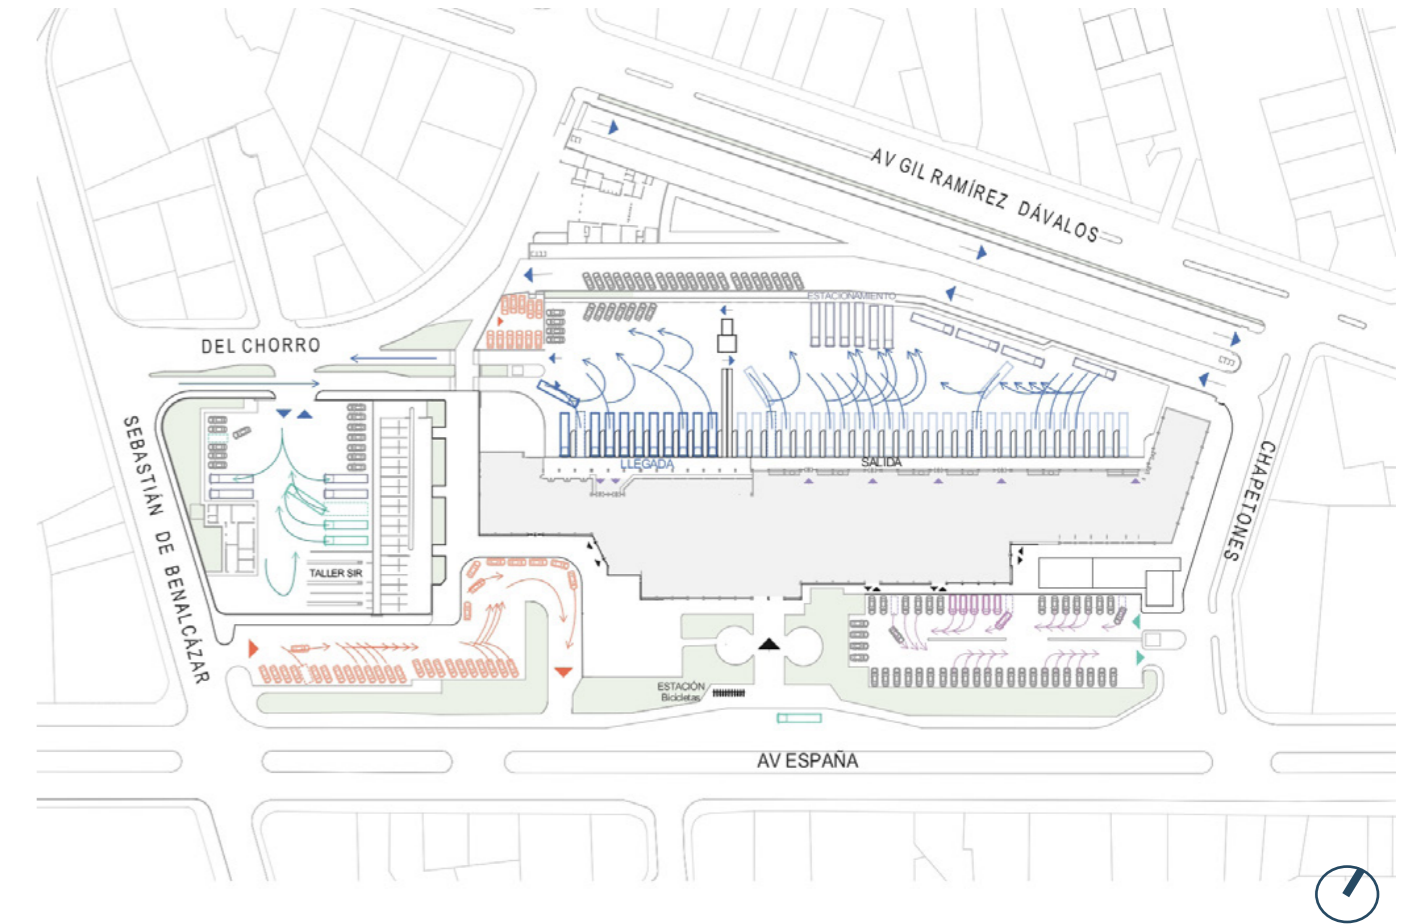 AV GIL RAMÍREZ DÁVALOS
ESTACIONAMIENTO
DEL CHORRO
SEBASTIÁN DE BENALCÁZAR
LLEGADA
SALIDA
CHAPETONES
TALLER SIR
ESTACIÓN
Bicicletas
AV ESPAÑA